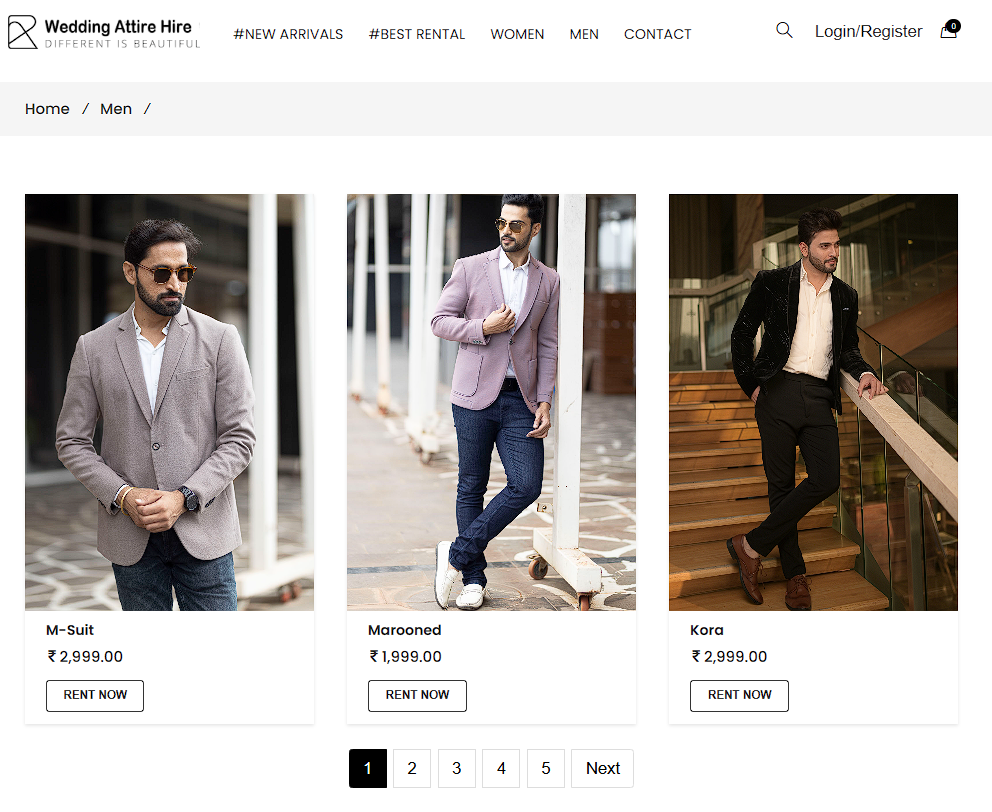 Wedding Attire Hire
DIFFERENT IS BEAUTIFUL
#NEW ARRIVALS #BEST RENTAL WOMEN MEN CONTACT
Login/Register 0
Home / Men /
M-Suit
₹ 2,999.00
RENT NOW
Marooned
₹ 1,999.00
RENT NOW
Kora
₹ 2,999.00
RENT NOW
1 2 3 4 5 Next